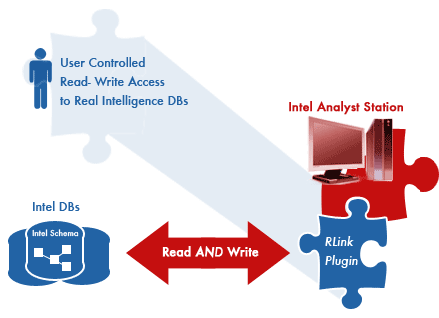 User Controlled
Read- Write Access
to Real Intelligence DBs
Intel Analyst Station
Intel DBs
Intel Schema
Read AND Write
RLink
Plugin